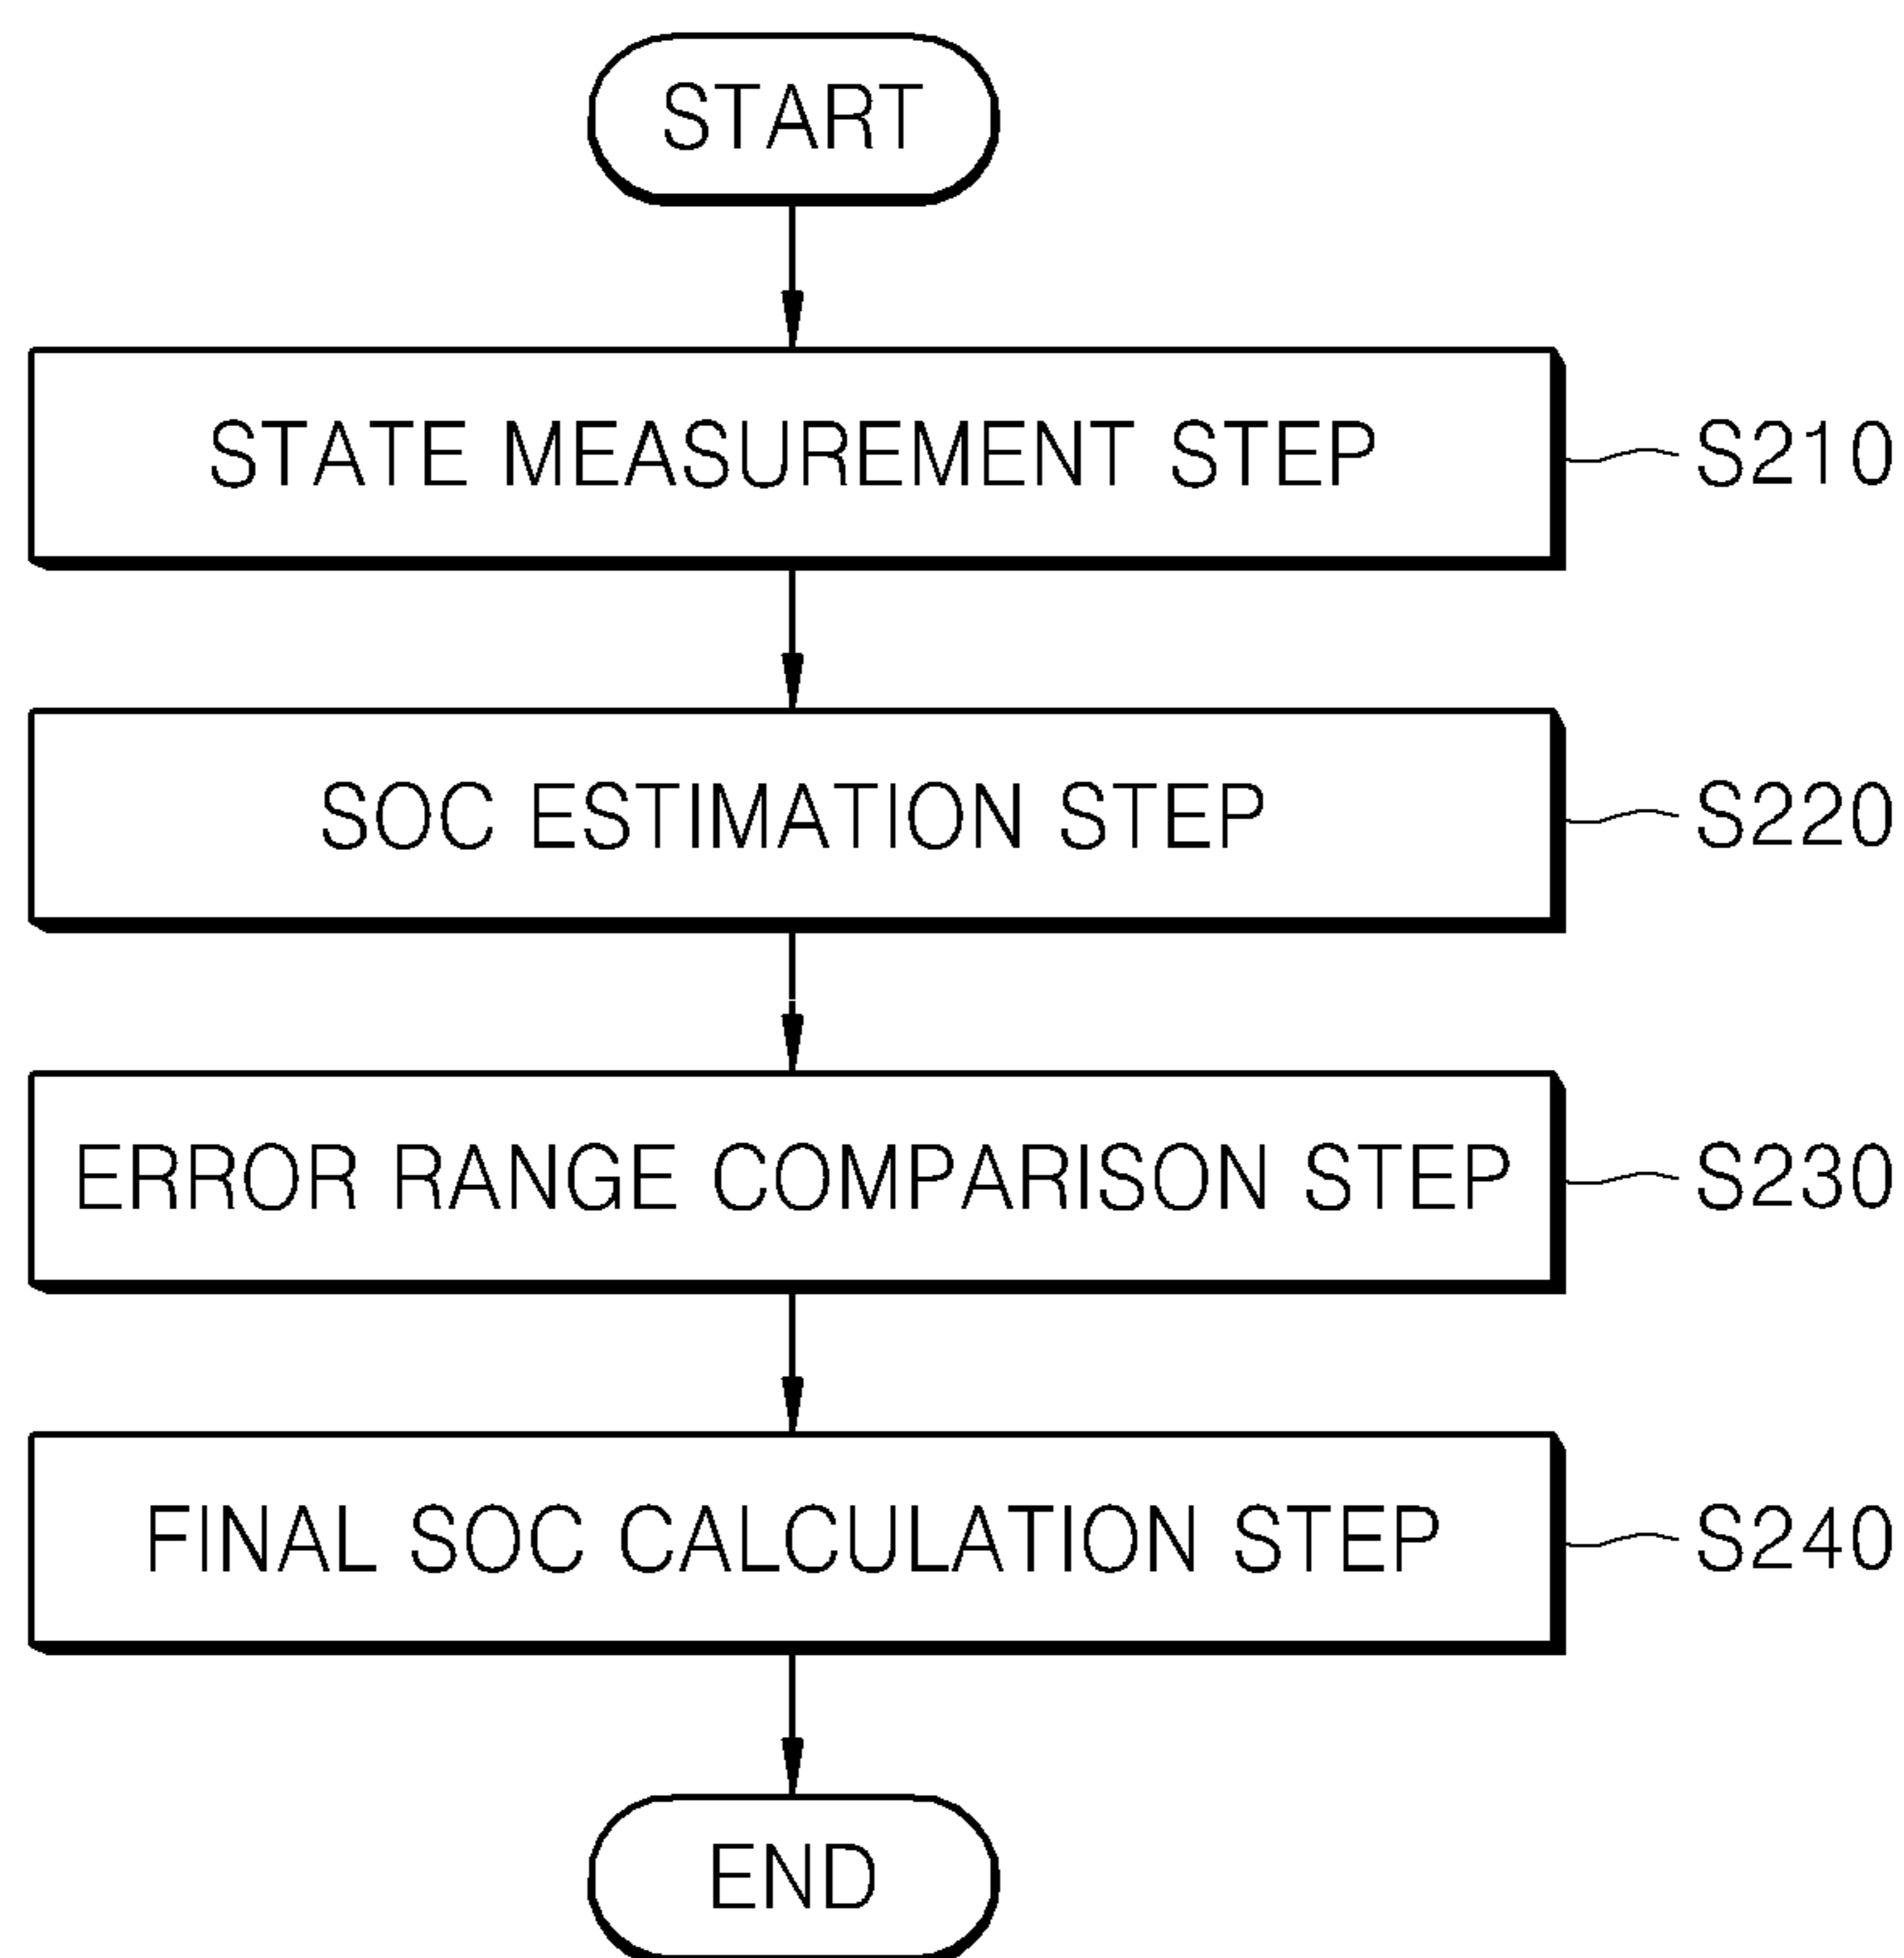 START
STATE MEASUREMENT STEP S210
SOC ESTIMATION STEP S220
ERROR RANGE COMPARISON STEP S230
FINAL SOC CALCULATION STEP S240
END